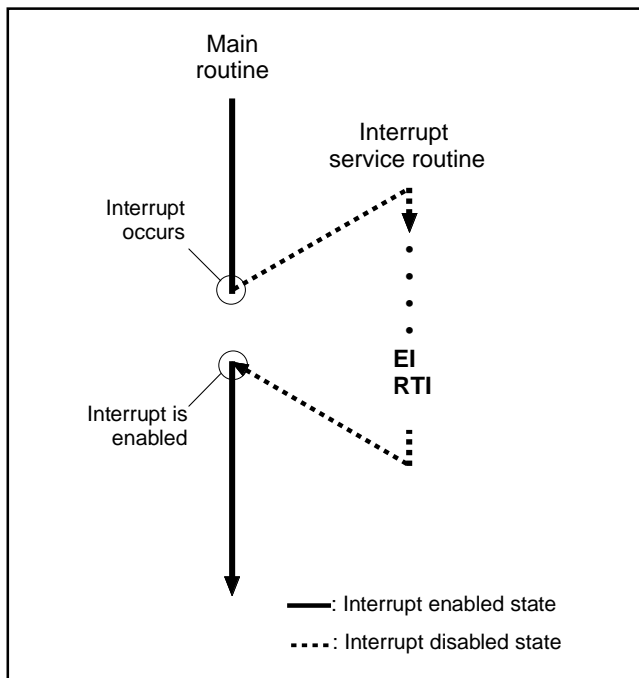 Main
routine
Interrupt
service routine
Interrupt
occurs
EI
RTI
Interrupt is
enabled
: Interrupt enabled state
: Interrupt disabled state